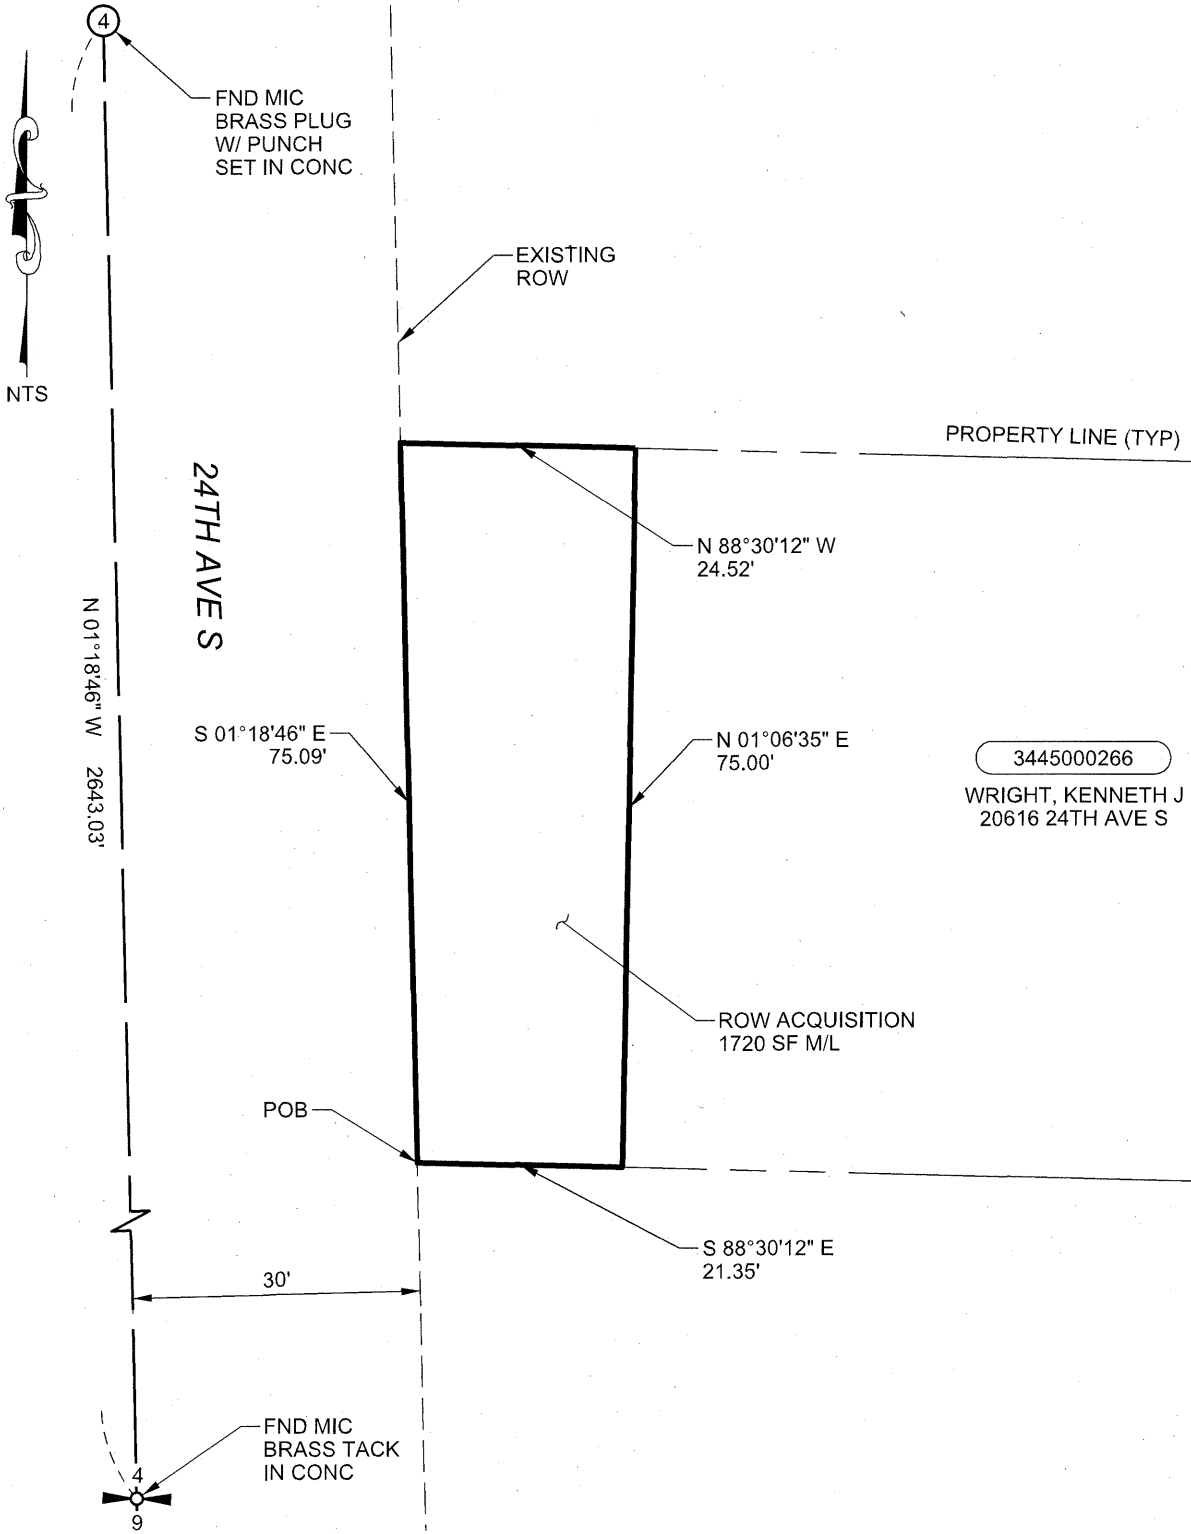 4
FND MIC
BRASS PLUG
W/ PUNCH
SET IN CONC
EXISTING
ROW
NTS
PROPERTY LINE (TYP)
24TH AVE S
N 88°30'12" W
24.52'
N 01°18'46" W 2643.03'
S 01°18'46" E
75.09'
N 01°06'35" E
75.00'
3445000266
WRIGHT, KENNETH J
20616 24TH AVE S
ROW ACQUISITION
1720 SF M/L
POB
S 88°30'12" E
21.35'
30'
FND MIC
BRASS TACK
IN CONC
4
9